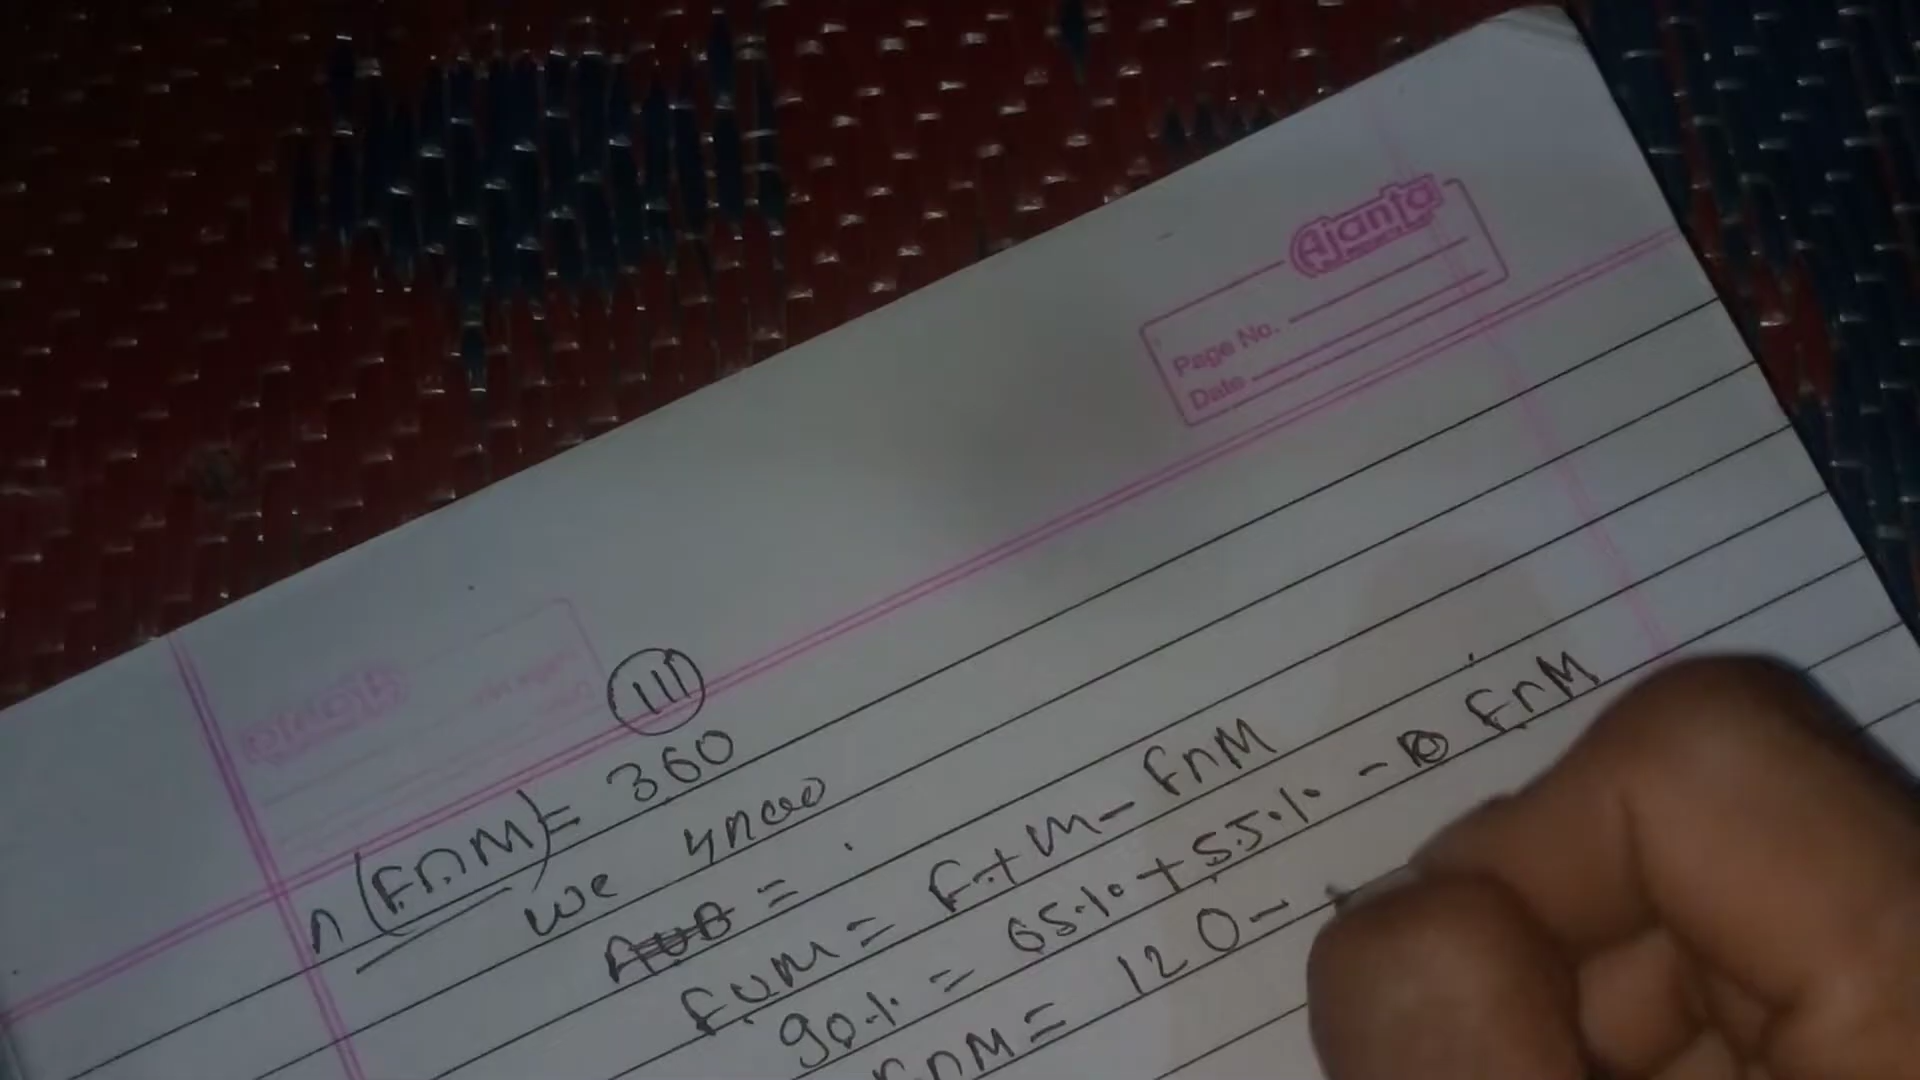 Ajanta
Page No.
Date
III
n(F∩M)= 360
we know
A∪B =
F∪M = F+M-F∩M
90% = 65%+55% - F∩M
F∩M = 120-